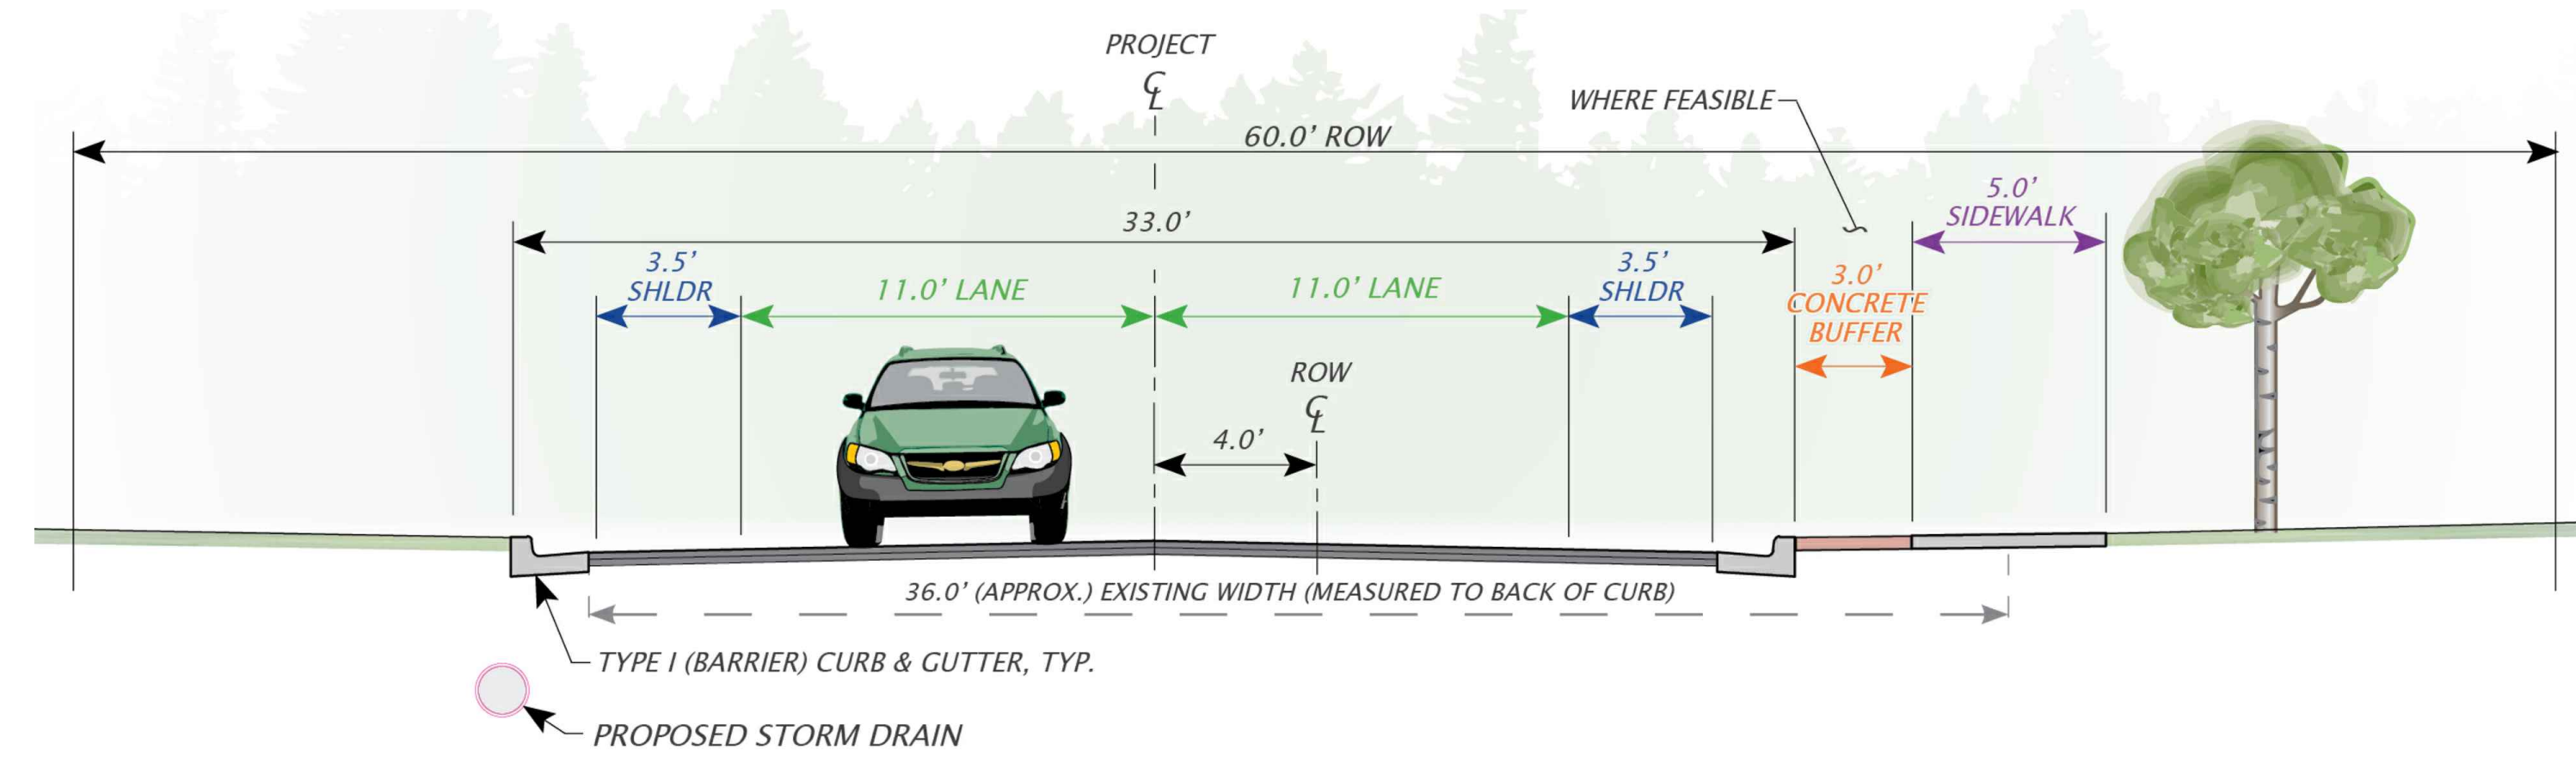 PROJECT
℄
WHERE FEASIBLE
60.0’ ROW
5.0’
SIDEWALK
33.0’
3.5’
SHLDR
11.0’ LANE
11.0’ LANE
3.5’
SHLDR
3.0’
CONCRETE
BUFFER
ROW
℄
4.0’
36.0’ (APPROX.) EXISTING WIDTH (MEASURED TO BACK OF CURB)
TYPE I (BARRIER) CURB & GUTTER, TYP.
PROPOSED STORM DRAIN